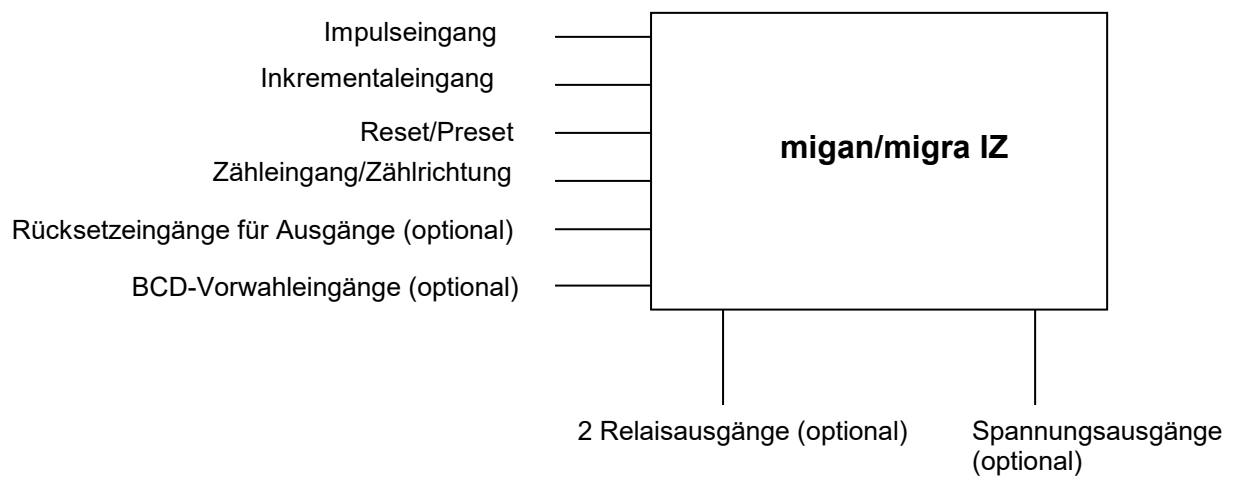 Impulseingang
Inkrementaleingang
Reset/Preset
migan/migra IZ
Zähleingang/Zählrichtung
Rücksetzeingänge für Ausgänge (optional)
BCD-Vorwahleingänge (optional)
2 Relaisausgänge (optional)
Spannungsausgänge
(optional)